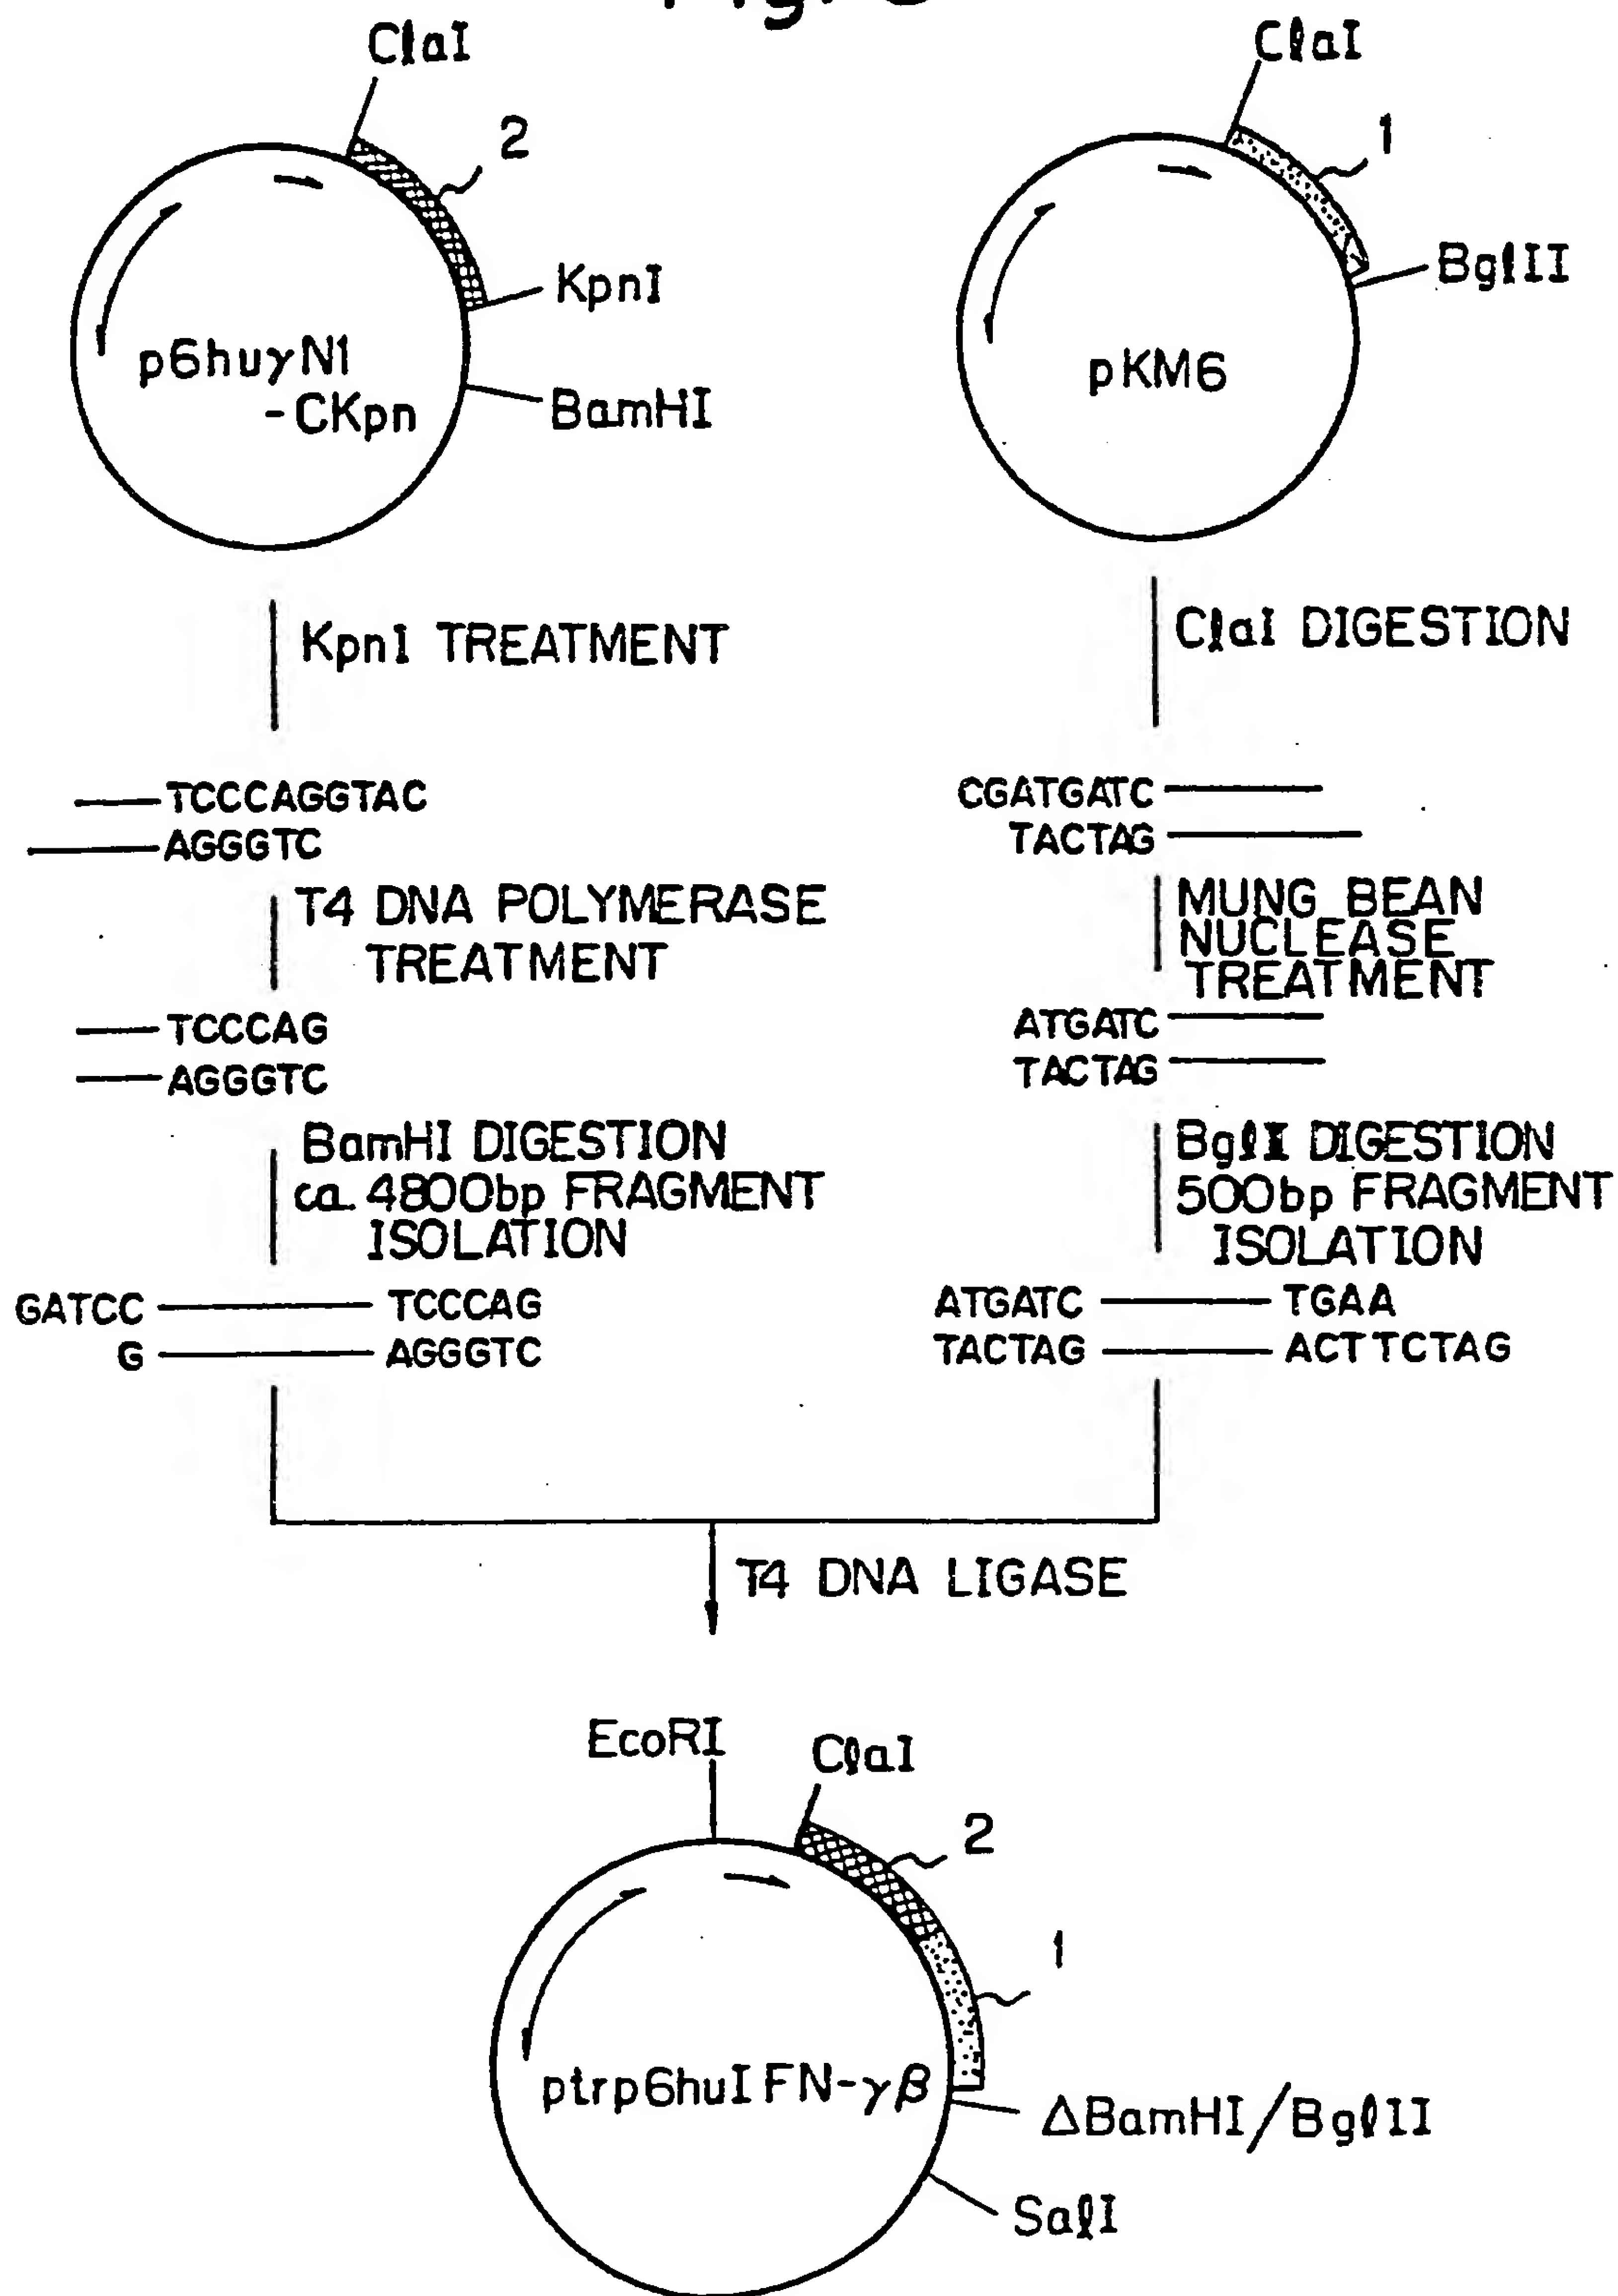 ClaI
2
KpnI
BamHI
p6huγN1
-CKpn
ClaI
1
BglII
pKM6
KpnI TREATMENT
ClaI DIGESTION
TCCCAGGTAC
AGGGTC
CGATGATC
TACTAG
T4 DNA POLYMERASE
TREATMENT
MUNG BEAN
NUCLEASE
TREATMENT
TCCCAG
AGGGTC
ATGATC
TACTAG
BamHI DIGESTION
ca. 4800bp FRAGMENT
ISOLATION
BglII DIGESTION
500bp FRAGMENT
ISOLATION
GATCC TCCCAG
G AGGGTC
ATGATC TGAA
TACTAG ACTTCTAG
T4 DNA LIGASE
EcoRI
ClaI
2
1
ptrp6huIFN-γβ
ΔBamHI/BglII
SalI